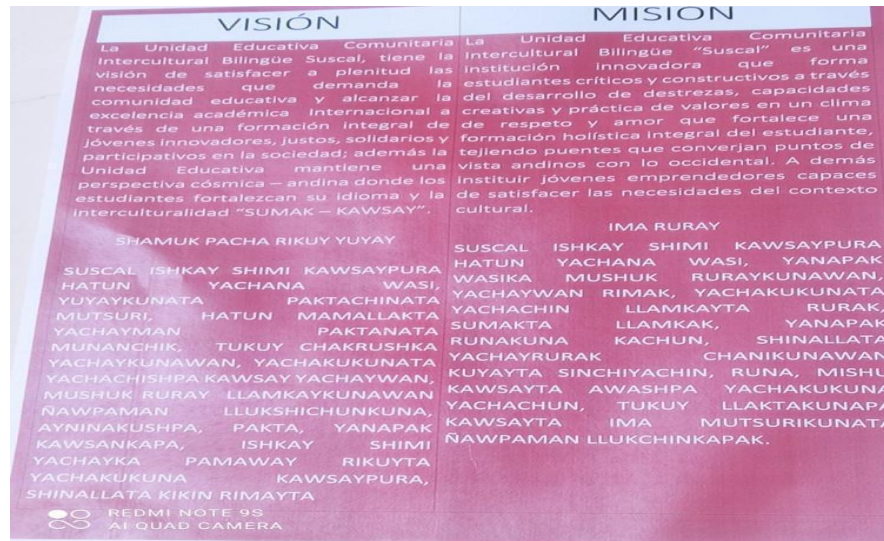 VISIÓN
La Unidad Educativa Comunitaria
Intercultural Bilingüe Suscal, tiene la
visión de satisfacer a plenitud las
necesidades que demanda la
comunidad educativa y alcanzar la
excelencia académica Internacional a
través de una formación integral de
jóvenes innovadores, justos, solidarios y
participativos en la sociedad; además la
Unidad Educativa mantiene una
perspectiva cósmica – andina donde los
estudiantes fortalezcan su idioma y la
interculturalidad “SUMAK – KAWSAY”.
SHAMUK PACHA RIKUY YUYAY
SUSCAL ISHKAY SHIMI KAWSAYPURA
HATUN YACHANA WASI,
YUYAYKUNATA PAKTACHINATA
MUTSURI, HATUN MAMALLAKTA
YACHAYMAN PAKTANATA
MUNANCHIK, TUKUY CHAKRUSHKA
YACHAYKUNAWAN, YACHAKUKUNATA
YACHACHISHPA KAWSAY YACHAYWAN,
MUSHUK RURAY LLAMKAYKUNAWAN
ÑAWPAMAN LLUKSHICHUNKUNA,
AYNINAKUSHPA, PAKTA, YANAPAK
KAWSANKAPA, ISHKAY SHIMI
YACHAYKA PAMAWAY RIKUYTA
YACHAKUKUNA KAWSAYPURA,
SHINALLATA KIKIN RIMAYTA
MISION
La Unidad Educativa Comunitaria
Intercultural Bilingüe “Suscal” es una
institución innovadora que forma
estudiantes críticos y constructivos a través
del desarrollo de destrezas, capacidades
creativas y práctica de valores en un clima
de respeto y amor que fortalece una
formación holística integral del estudiante,
tejiendo puentes que converjan puntos de
vista andinos con lo occidental. A demás
instituir jóvenes emprendedores capaces
de satisfacer las necesidades del contexto
cultural.
IMA RURAY
SUSCAL ISHKAY SHIMI KAWSAYPURA
HATUN YACHANA WASI, YANAPAK
WASIKA MUSHUK RURAYKUNAWAN,
YACHAYWAN RIMAK, YACHAKUKUNATA
YACHACHIN LLAMKAYTA RURAK,
SUMAKTA LLAMKAK, YANAPAK
RUNAKUNA KACHUN, SHINALLATA
YACHAYRURAK CHANIKUNAWAN
KUYAYTA SINCHIYACHIN, RUNA, MISHU
KAWSAYTA AWASHPA YACHAKUKUNA
YACHACHUN, TUKUY LLAKTAKUNAPA
KAWSAYTA IMA MUTSURIKUNATA
ÑAWPAMAN LLUKCHINKAPAK.
REDMI NOTE 9S
AI QUAD CAMERA